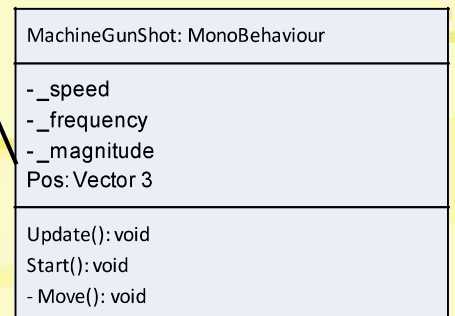 MachineGunShot: MonoBehaviour
- _speed
- _frequency
- _magnitude
Pos: Vector 3
Update(): void
Start(): void
- Move(): void